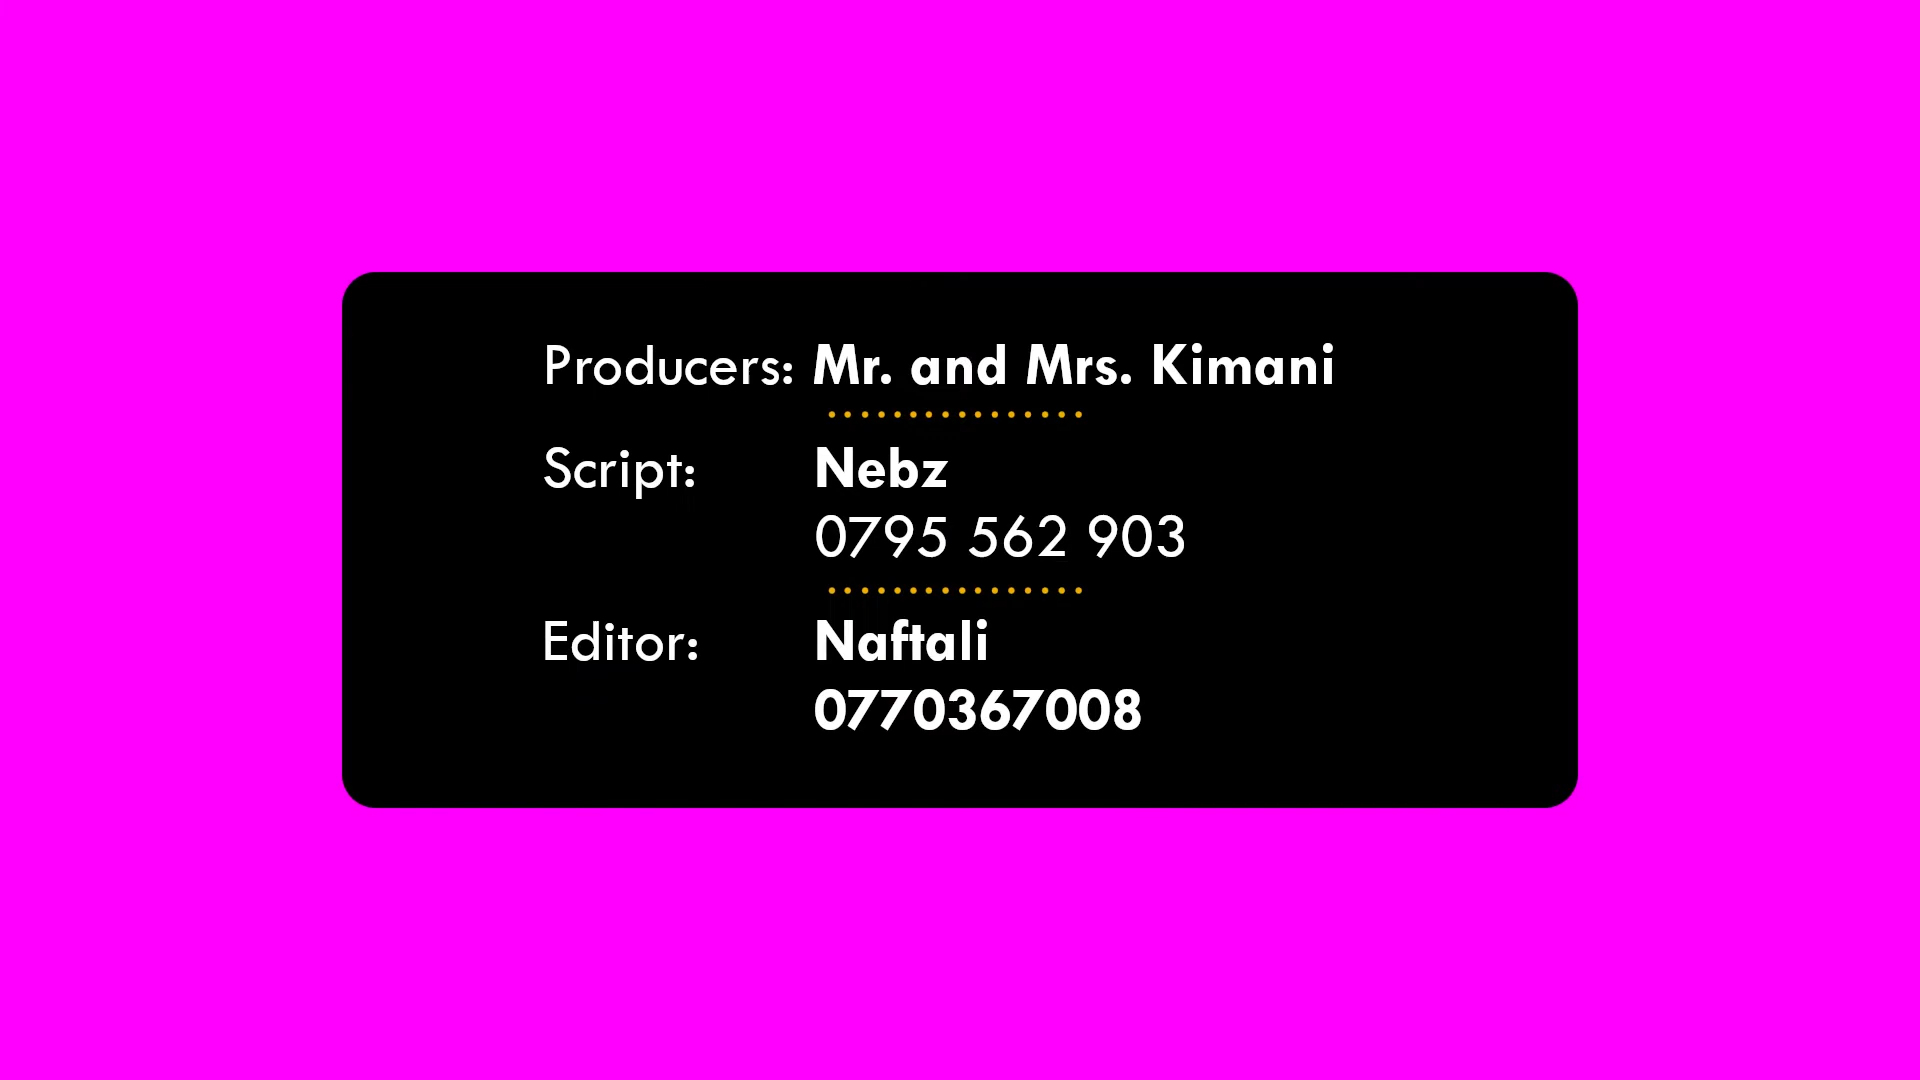 Producers: Mr. and Mrs. Kimani
Script: Nebz
0795 562 903
Editor: Naftali
0770367008